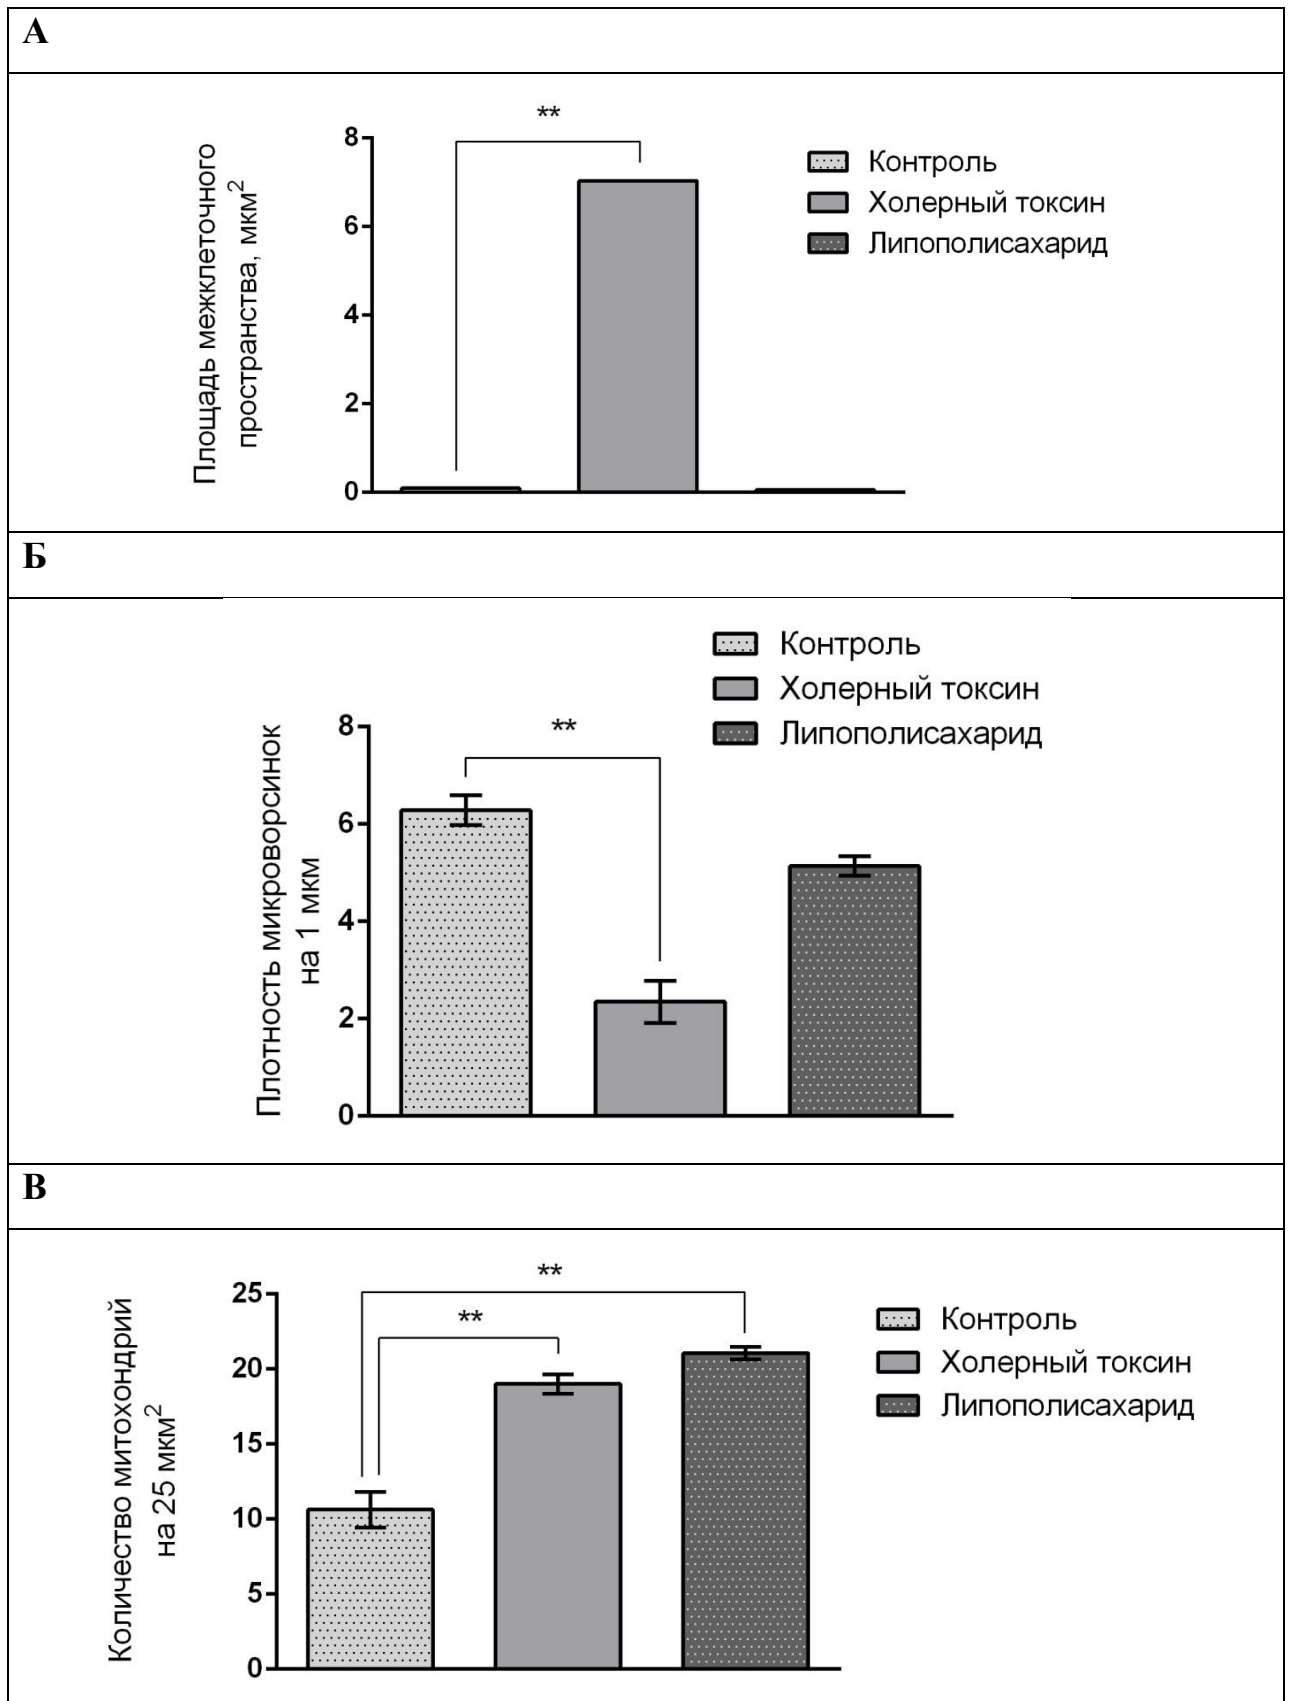 А
**
8
6
4
2
0
Площадь межклеточного
пространства, мкм²
Контроль
Холерный токсин
Липополисахарид
Б
Контроль
Холерный токсин
Липополисахарид
**
8
6
4
2
0
Плотность микроворсинок
на 1 мкм
В
**
**
25
20
15
10
5
0
Количество митохондрий
на 25 мкм²
Контроль
Холерный токсин
Липополисахарид